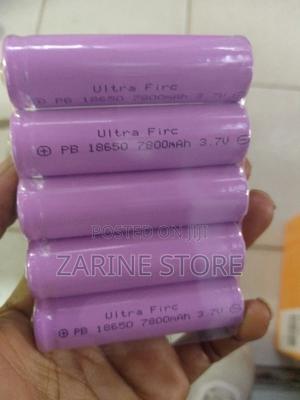 Ultra Firc
⊕ PB 18650 7800mAh 3.7V ⊖
Ultra Firc
⊕ PB 18650 7800mAh 3.7V ⊖
POSTED ON JIJI
ZARINE STORE
Ultra Firc
⊕ PB 18650 7800mAh 3.7V ⊖